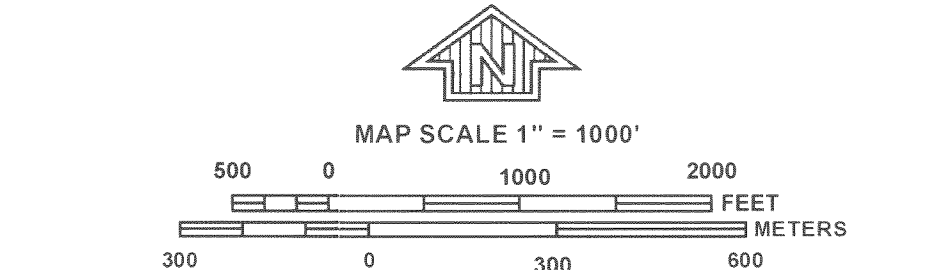 N
MAP SCALE 1" = 1000'
500 0 1000 2000
FEET
METERS
300 0 300 600